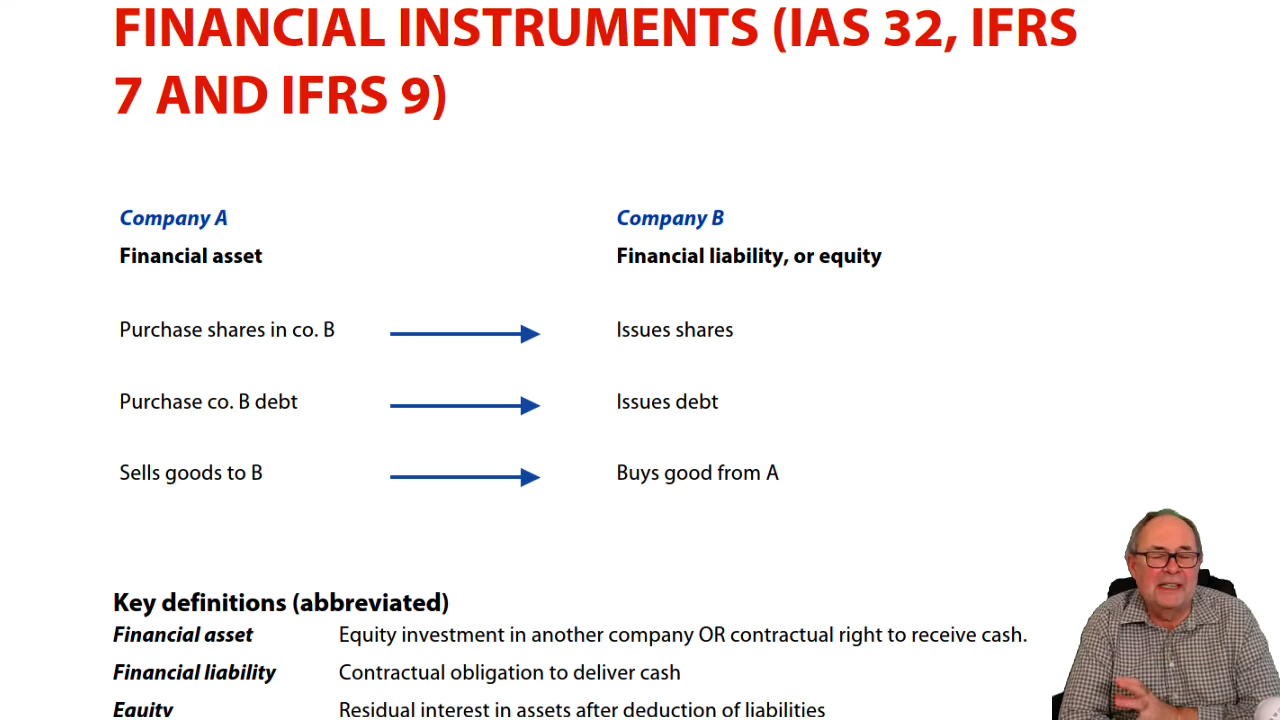 FINANCIAL INSTRUMENTS (IAS 32, IFRS
7 AND IFRS 9)
Company A Company B
Financial asset Financial liability, or equity
Purchase shares in co. B Issues shares
Purchase co. B debt Issues debt
Sells goods to B Buys good from A
Key definitions (abbreviated)
Financial asset Equity investment in another company OR contractual right to receive cash.
Financial liability Contractual obligation to deliver cash
Equity Residual interest in assets after deduction of liabilities